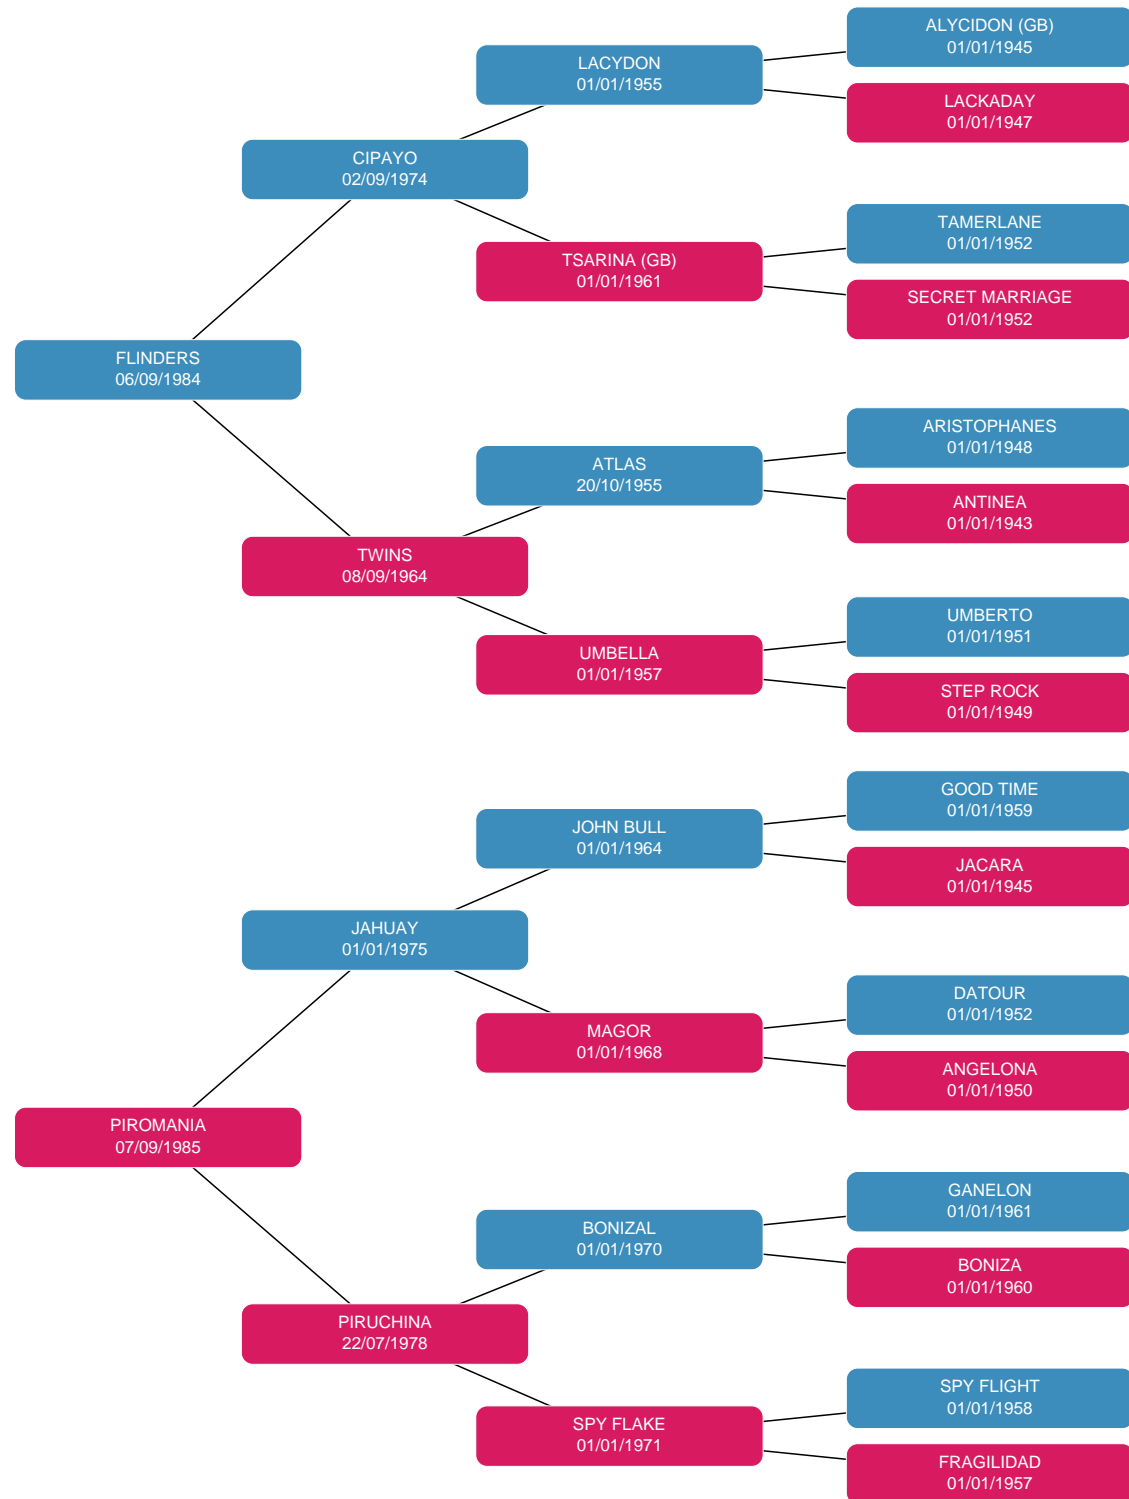 ALYCIDON (GB)
01/01/1945
LACYDON
01/01/1955
LACKADAY
01/01/1947
CIPAYO
02/09/1974
TAMERLANE
01/01/1952
TSARINA (GB)
01/01/1961
SECRET MARRIAGE
01/01/1952
FLINDERS
06/09/1984
ARISTOPHANES
01/01/1948
ATLAS
20/10/1955
ANTINEA
01/01/1943
TWINS
08/09/1964
UMBERTO
01/01/1951
UMBELLA
01/01/1957
STEP ROCK
01/01/1949
GOOD TIME
01/01/1959
JOHN BULL
01/01/1964
JACARA
01/01/1945
JAHUAY
01/01/1975
DATOUR
01/01/1952
MAGOR
01/01/1968
ANGELONA
01/01/1950
PIROMANIA
07/09/1985
GANELON
01/01/1961
BONIZAL
01/01/1970
BONIZA
01/01/1960
PIRUCHINA
22/07/1978
SPY FLIGHT
01/01/1958
SPY FLAKE
01/01/1971
FRAGILIDAD
01/01/1957